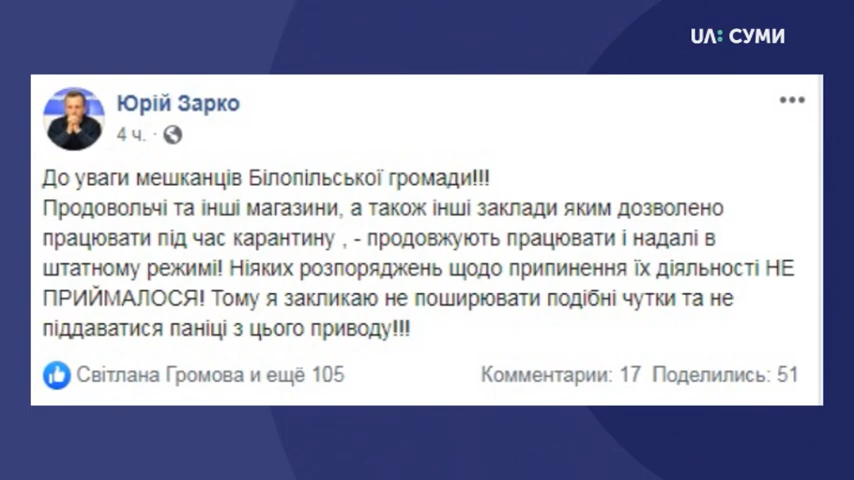 UA: СУМИ
Юрій Зарко
4 ч. ·
До уваги мешканців Білопільської громади!!!
Продовольчі та інші магазини, а також інші заклади яким дозволено
працювати під час карантину , - продовжують працювати і надалі в
штатному режимі! Ніяких розпоряджень щодо припинення їх діяльності НЕ
ПРИЙМАЛОСЯ! Тому я закликаю не поширювати подібні чутки та не
піддаватися паніці з цього приводу!!!
Світлана Громова и ещё 105
Комментарии: 17 Поделились: 51